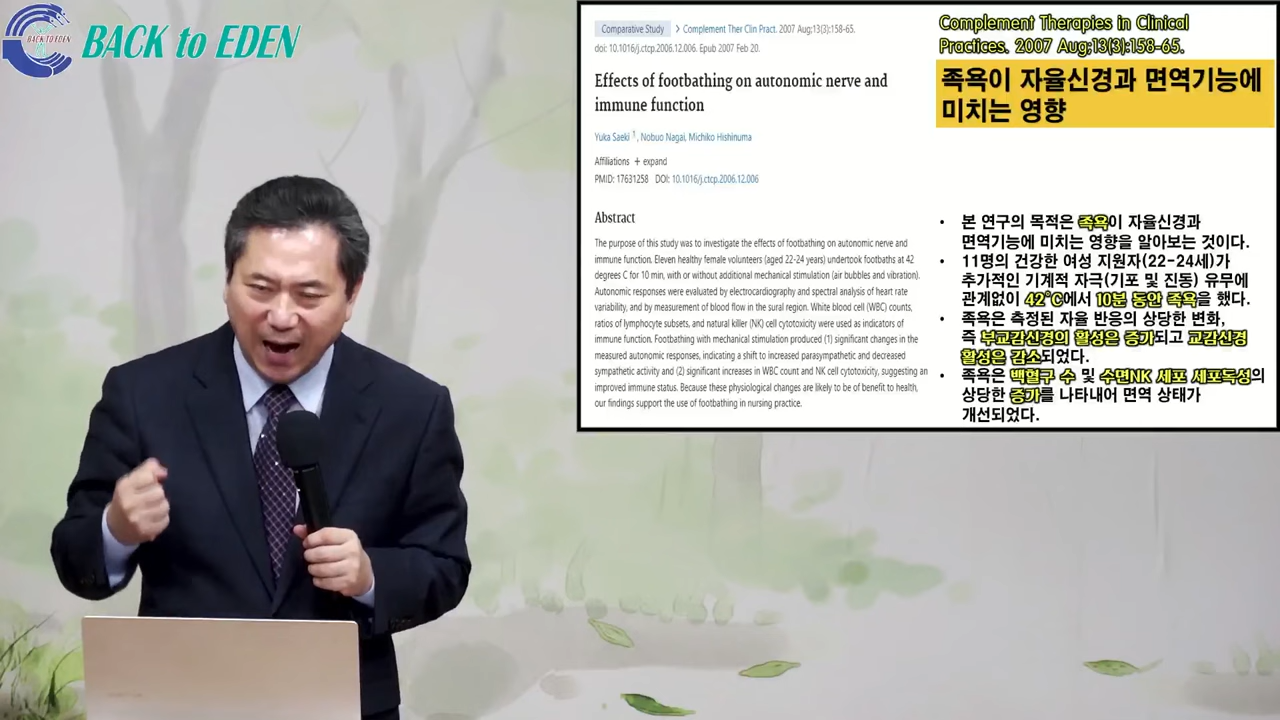 BACK TO EDEN
BACK to EDEN
Comparative Study > Complement Ther Clin Pract. 2007 Aug;13(3):158-65.
doi: 10.1016/j.ctcp.2006.12.006. Epub 2007 Feb 20.
Effects of footbathing on autonomic nerve and
immune function
Yuka Saeki 1, Nobuo Nagai, Michiko Hishinuma
Affiliations + expand
PMID: 17631258 DOI: 10.1016/j.ctcp.2006.12.006
Abstract
The purpose of this study was to investigate the effects of footbathing on autonomic nerve and
immune function. Eleven healthy female volunteers (aged 22-24 years) undertook footbaths at 42
degrees C for 10 min, with or without additional mechanical stimulation (air bubbles and vibration).
Autonomic responses were evaluated by electrocardiography and spectral analysis of heart rate
variability, and by measurement of blood flow in the sural region. White blood cell (WBC) counts,
ratios of lymphocyte subsets, and natural killer (NK) cell cytotoxicity were used as indicators of
immune function. Footbathing with mechanical stimulation produced (1) significant changes in the
measured autonomic responses, indicating a shift to increased parasympathetic and decreased
sympathetic activity and (2) significant increases in WBC count and NK cell cytotoxicity, suggesting an
improved immune status. Because these physiological changes are likely to be of benefit to health,
our findings support the use of footbathing in nursing practice.
Complement Therapies in Clinical
Practices. 2007 Aug;13(3):158-65.
족욕이 자율신경과 면역기능에
미치는 영향
• 본 연구의 목적은 족욕이 자율신경과
면역기능에 미치는 영향을 알아보는 것이다.
• 11명의 건강한 여성 지원자(22-24세)가
추가적인 기계적 자극(기포 및 진동) 유무에
관계없이 42°C에서 10분 동안 족욕을 했다.
• 족욕은 측정된 자율 반응의 상당한 변화,
즉 부교감신경의 활성은 증가되고 교감신경
활성은 감소되었다.
• 족욕은 백혈구 수 및 수면NK 세포 세포독성의
상당한 증가를 나타내어 면역 상태가
개선되었다.